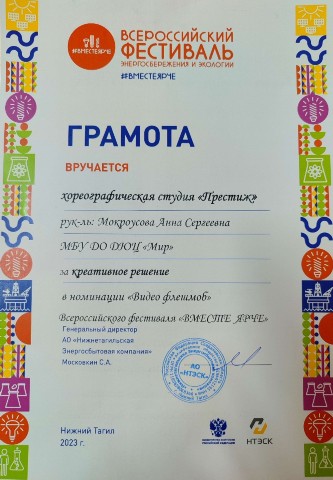 #ВМЕСТЕЯРЧЕ
ВСЕРОССИЙСКИЙ
ФЕСТИВАЛЬ
ЭНЕРГОСБЕРЕЖЕНИЯ И ЭКОЛОГИИ
#ВМЕСТЕЯРЧЕ
ГРАМОТА
ВРУЧАЕТСЯ
хореографическая студия «Престиж»
рук-ль: Мокроусова Анна Сергеевна
МБУ ДО ДЮЦ «Мир»
за креативное решение
в номинации «Видео флешмоб»
Всероссийского фестиваля «ВМЕСТЕ ЯРЧЕ»
Генеральный директор
АО «Нижнетагильская
Энергосбытовая компания»
Московкин С.А.
АО
«НТЭСК»
Нижний Тагил
2023 г.
НТЭСК